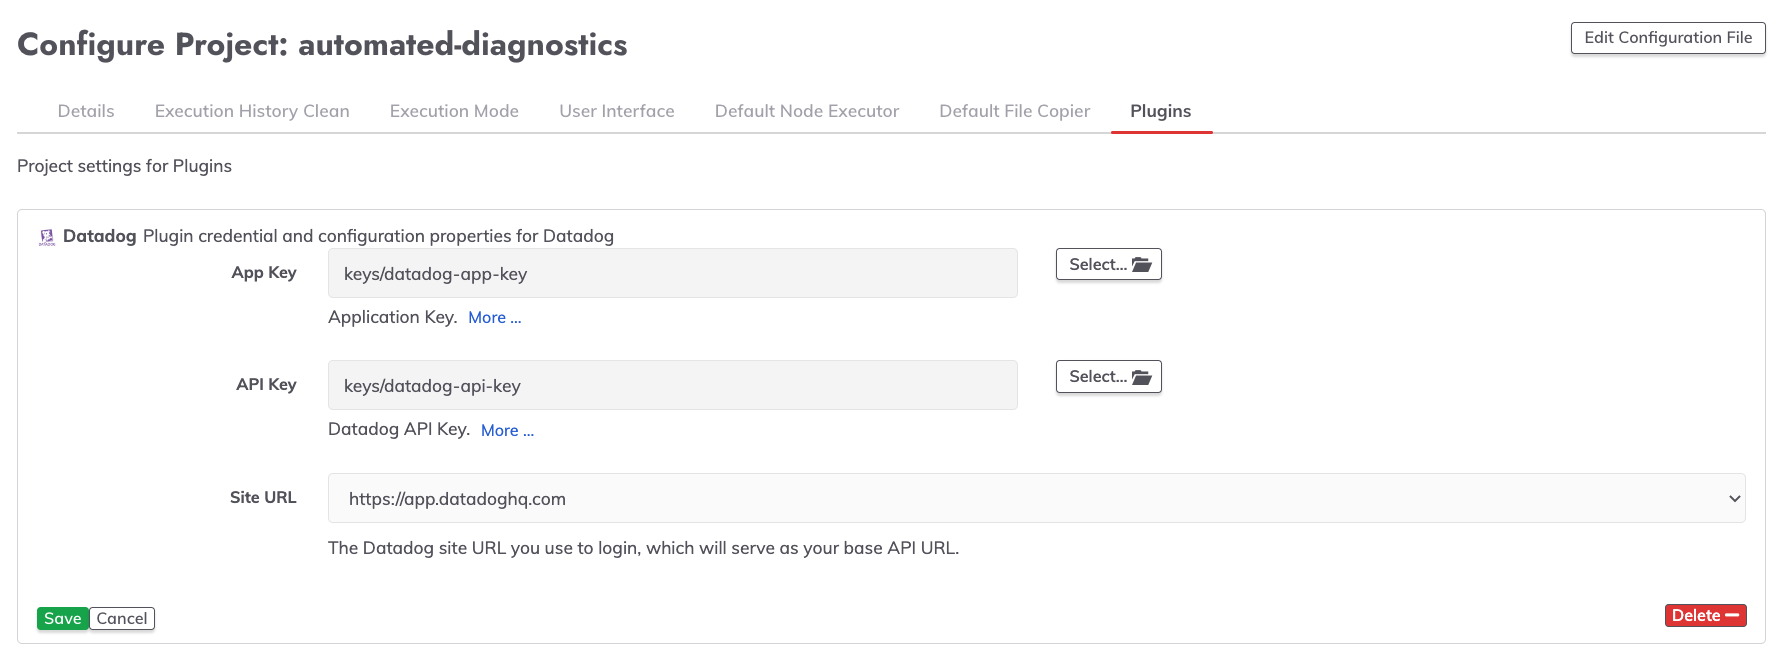 Configure Project: automated-diagnostics
Edit Configuration File
Details Execution History Clean Execution Mode User Interface Default Node Executor Default File Copier Plugins
Project settings for Plugins
DATADOG Datadog Plugin credential and configuration properties for Datadog
App Key keys/datadog-app-key Select...
Application Key. More ...
API Key keys/datadog-api-key Select...
Datadog API Key. More ...
Site URL https://app.datadoghq.com
The Datadog site URL you use to login, which will serve as your base API URL.
Save Cancel Delete